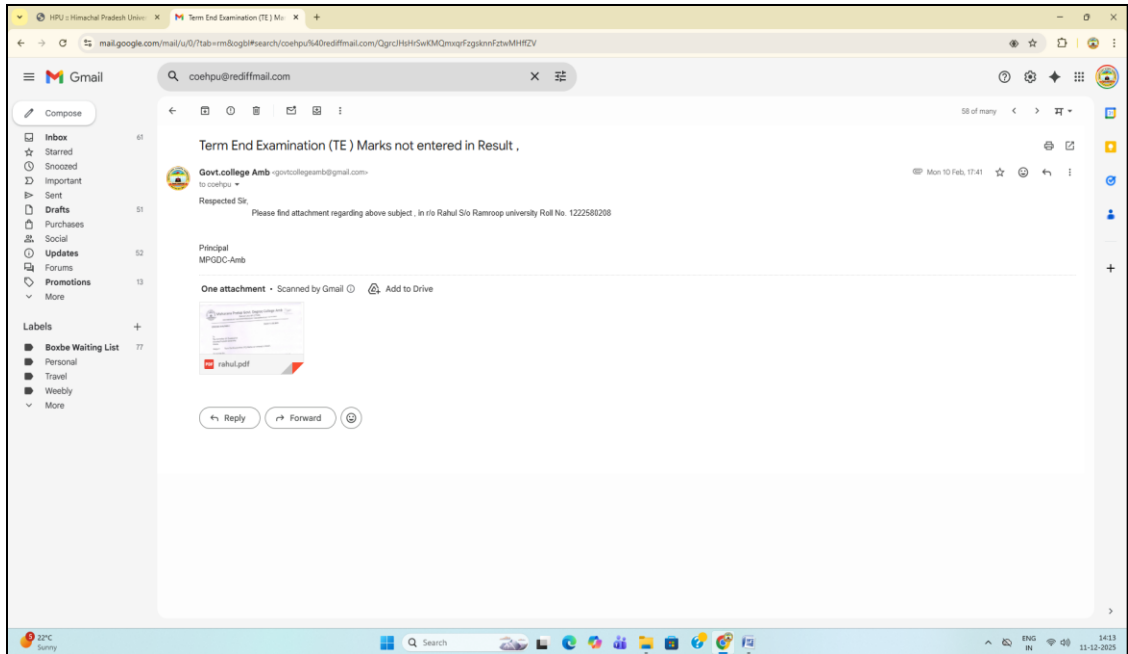 HPU :: Himachal Pradesh Univer
Term End Examination (TE ) Mar
mail.google.com/mail/u/0/?tab=rm&ogbl#search/coehpu%40rediffmail.com/QgrcJHsHrSwKMQmxqrFzgsknnFztwMHffZV
Gmail
coehpu@rediffmail.com
Compose
58 of many
Inbox 61
Starred
Snoozed
Important
Sent
Drafts 51
Purchases
Social
Updates 52
Forums
Promotions 13
More
Labels
Boxbe Waiting List 77
Personal
Travel
Weebly
More
Term End Examination (TE ) Marks not entered in Result ,
Govt.college Amb <govtcollegeamb@gmail.com>
Mon 10 Feb, 17:41
to coehpu
Respected Sir,
Please find attachment regarding above subject , in r/o Rahul S/o Ramroop university Roll No. 1222580208
Principal
MPGDC-Amb
One attachment • Scanned by Gmail
Add to Drive
PDF rahul.pdf
Reply
Forward
5
22°C
Sunny
Search
ENG
IN
14:13
11-12-2025